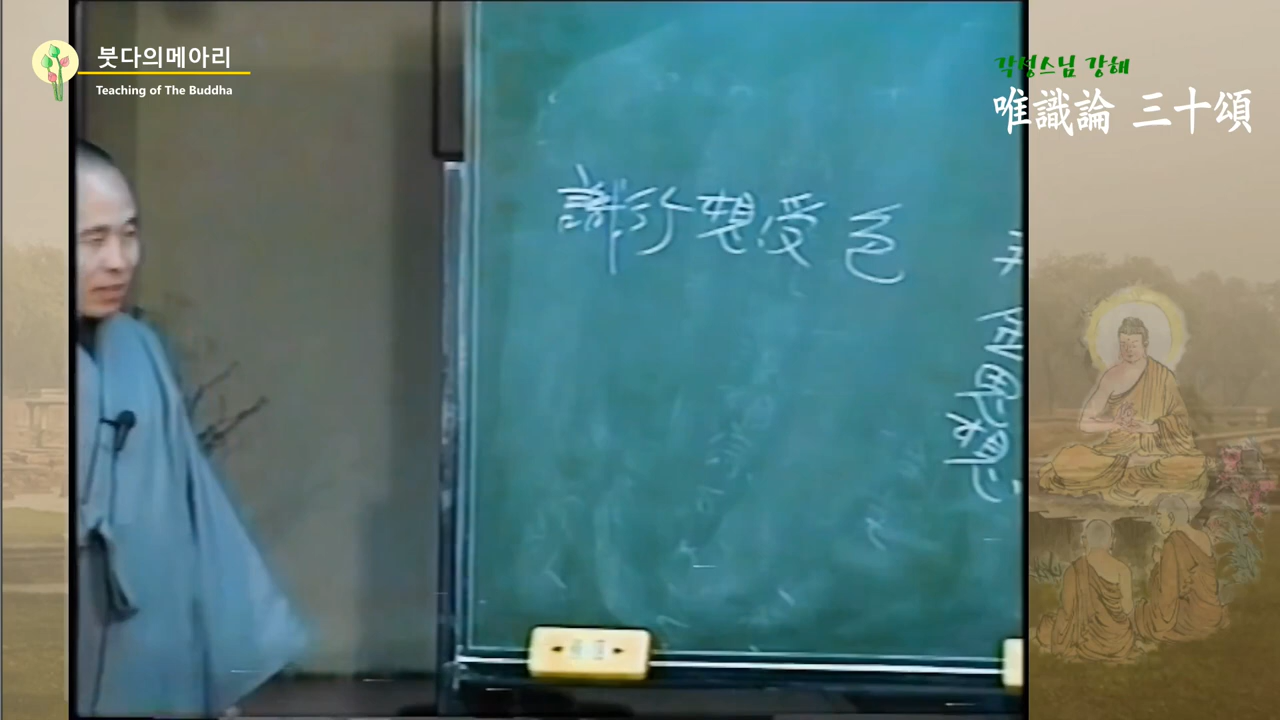 붓다의메아리
Teaching of The Buddha
각성스님 강해
唯識論 三十頌
識行想受色